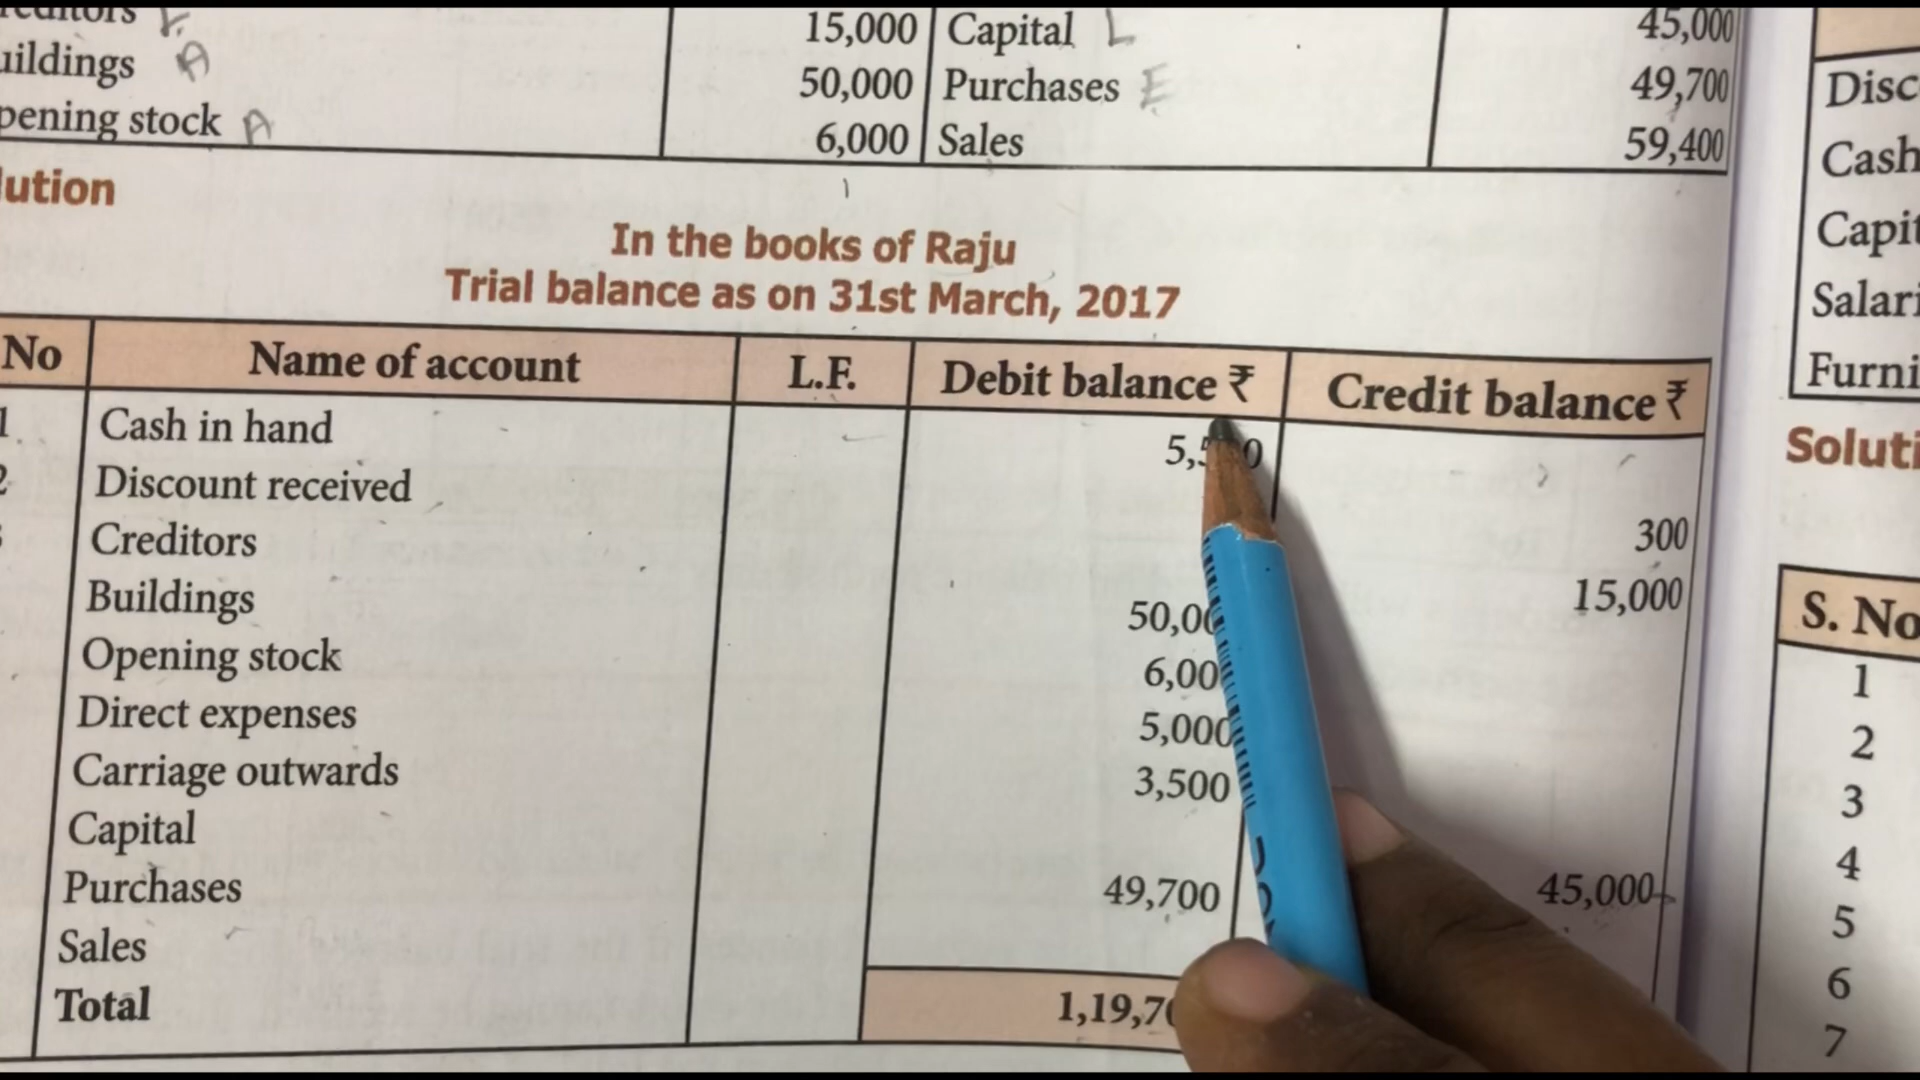 15,000 Capital L 45,000
A
50,000 Purchases E 49,700
stock A 6,000 Sales 59,400
In the books of Raju
Trial balance as on 31st March, 2017
No Name of account L.F. Debit balance ₹ Credit balance ₹
1 Cash in hand
2 Discount received 300
Creditors 15,000
Buildings
Opening stock
Direct expenses 5,000
Carriage outwards 3,500
Capital 45,000
Purchases 49,700
Sales
Total
Disc
Cash
Capit
Salari
Furni
Soluti
S. No
1
2
3
4
5
6
7